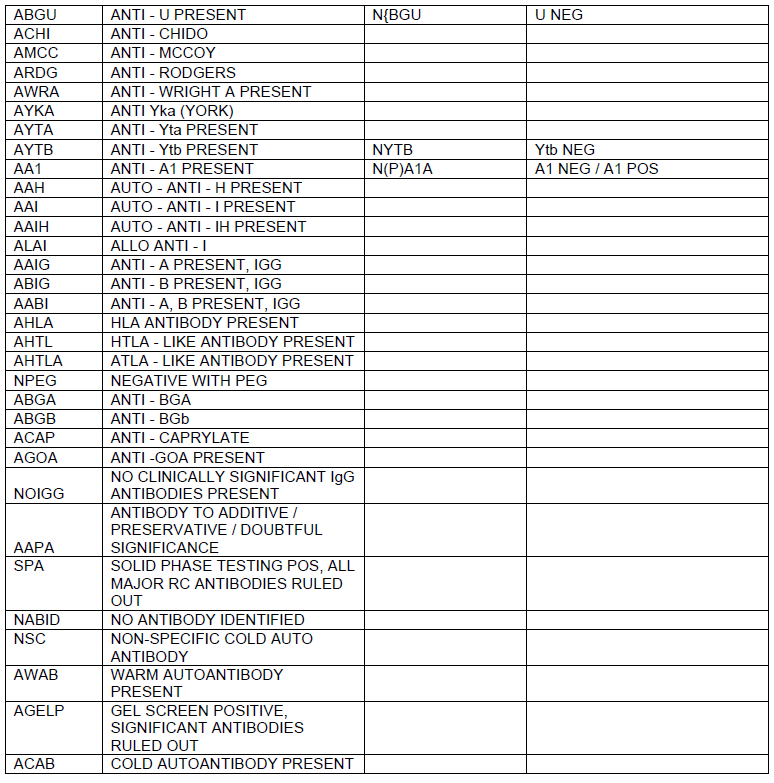 ABGU ANTI - U PRESENT N{BGU U NEG
ACHI ANTI - CHIDO
AMCC ANTI - MCCOY
ARDG ANTI - RODGERS
AWRA ANTI - WRIGHT A PRESENT
AYKA ANTI Yka (YORK)
AYTA ANTI - Yta PRESENT
AYTB ANTI - Ytb PRESENT NYTB Ytb NEG
AA1 ANTI - A1 PRESENT N(P)A1A A1 NEG / A1 POS
AAH AUTO - ANTI - H PRESENT
AAI AUTO - ANTI - I PRESENT
AAIH AUTO - ANTI - IH PRESENT
ALAI ALLO ANTI - I
AAIG ANTI - A PRESENT, IGG
ABIG ANTI - B PRESENT, IGG
AABI ANTI - A, B PRESENT, IGG
AHLA HLA ANTIBODY PRESENT
AHTL HTLA - LIKE ANTIBODY PRESENT
AHTLA ATLA - LIKE ANTIBODY PRESENT
NPEG NEGATIVE WITH PEG
ABGA ANTI - BGA
ABGB ANTI - BGb
ACAP ANTI - CAPRYLATE
AGOA ANTI -GOA PRESENT
NO CLINICALLY SIGNIFICANT IgG
NOIGG ANTIBODIES PRESENT
ANTIBODY TO ADDITIVE /
PRESERVATIVE / DOUBTFUL
AAPA SIGNIFICANCE
SPA SOLID PHASE TESTING POS, ALL
MAJOR RC ANTIBODIES RULED
OUT
NABID NO ANTIBODY IDENTIFIED
NSC NON-SPECIFIC COLD AUTO
ANTIBODY
AWAB WARM AUTOANTIBODY
PRESENT
AGELP GEL SCREEN POSITIVE,
SIGNIFICANT ANTIBODIES
RULED OUT
ACAB COLD AUTOANTIBODY PRESENT